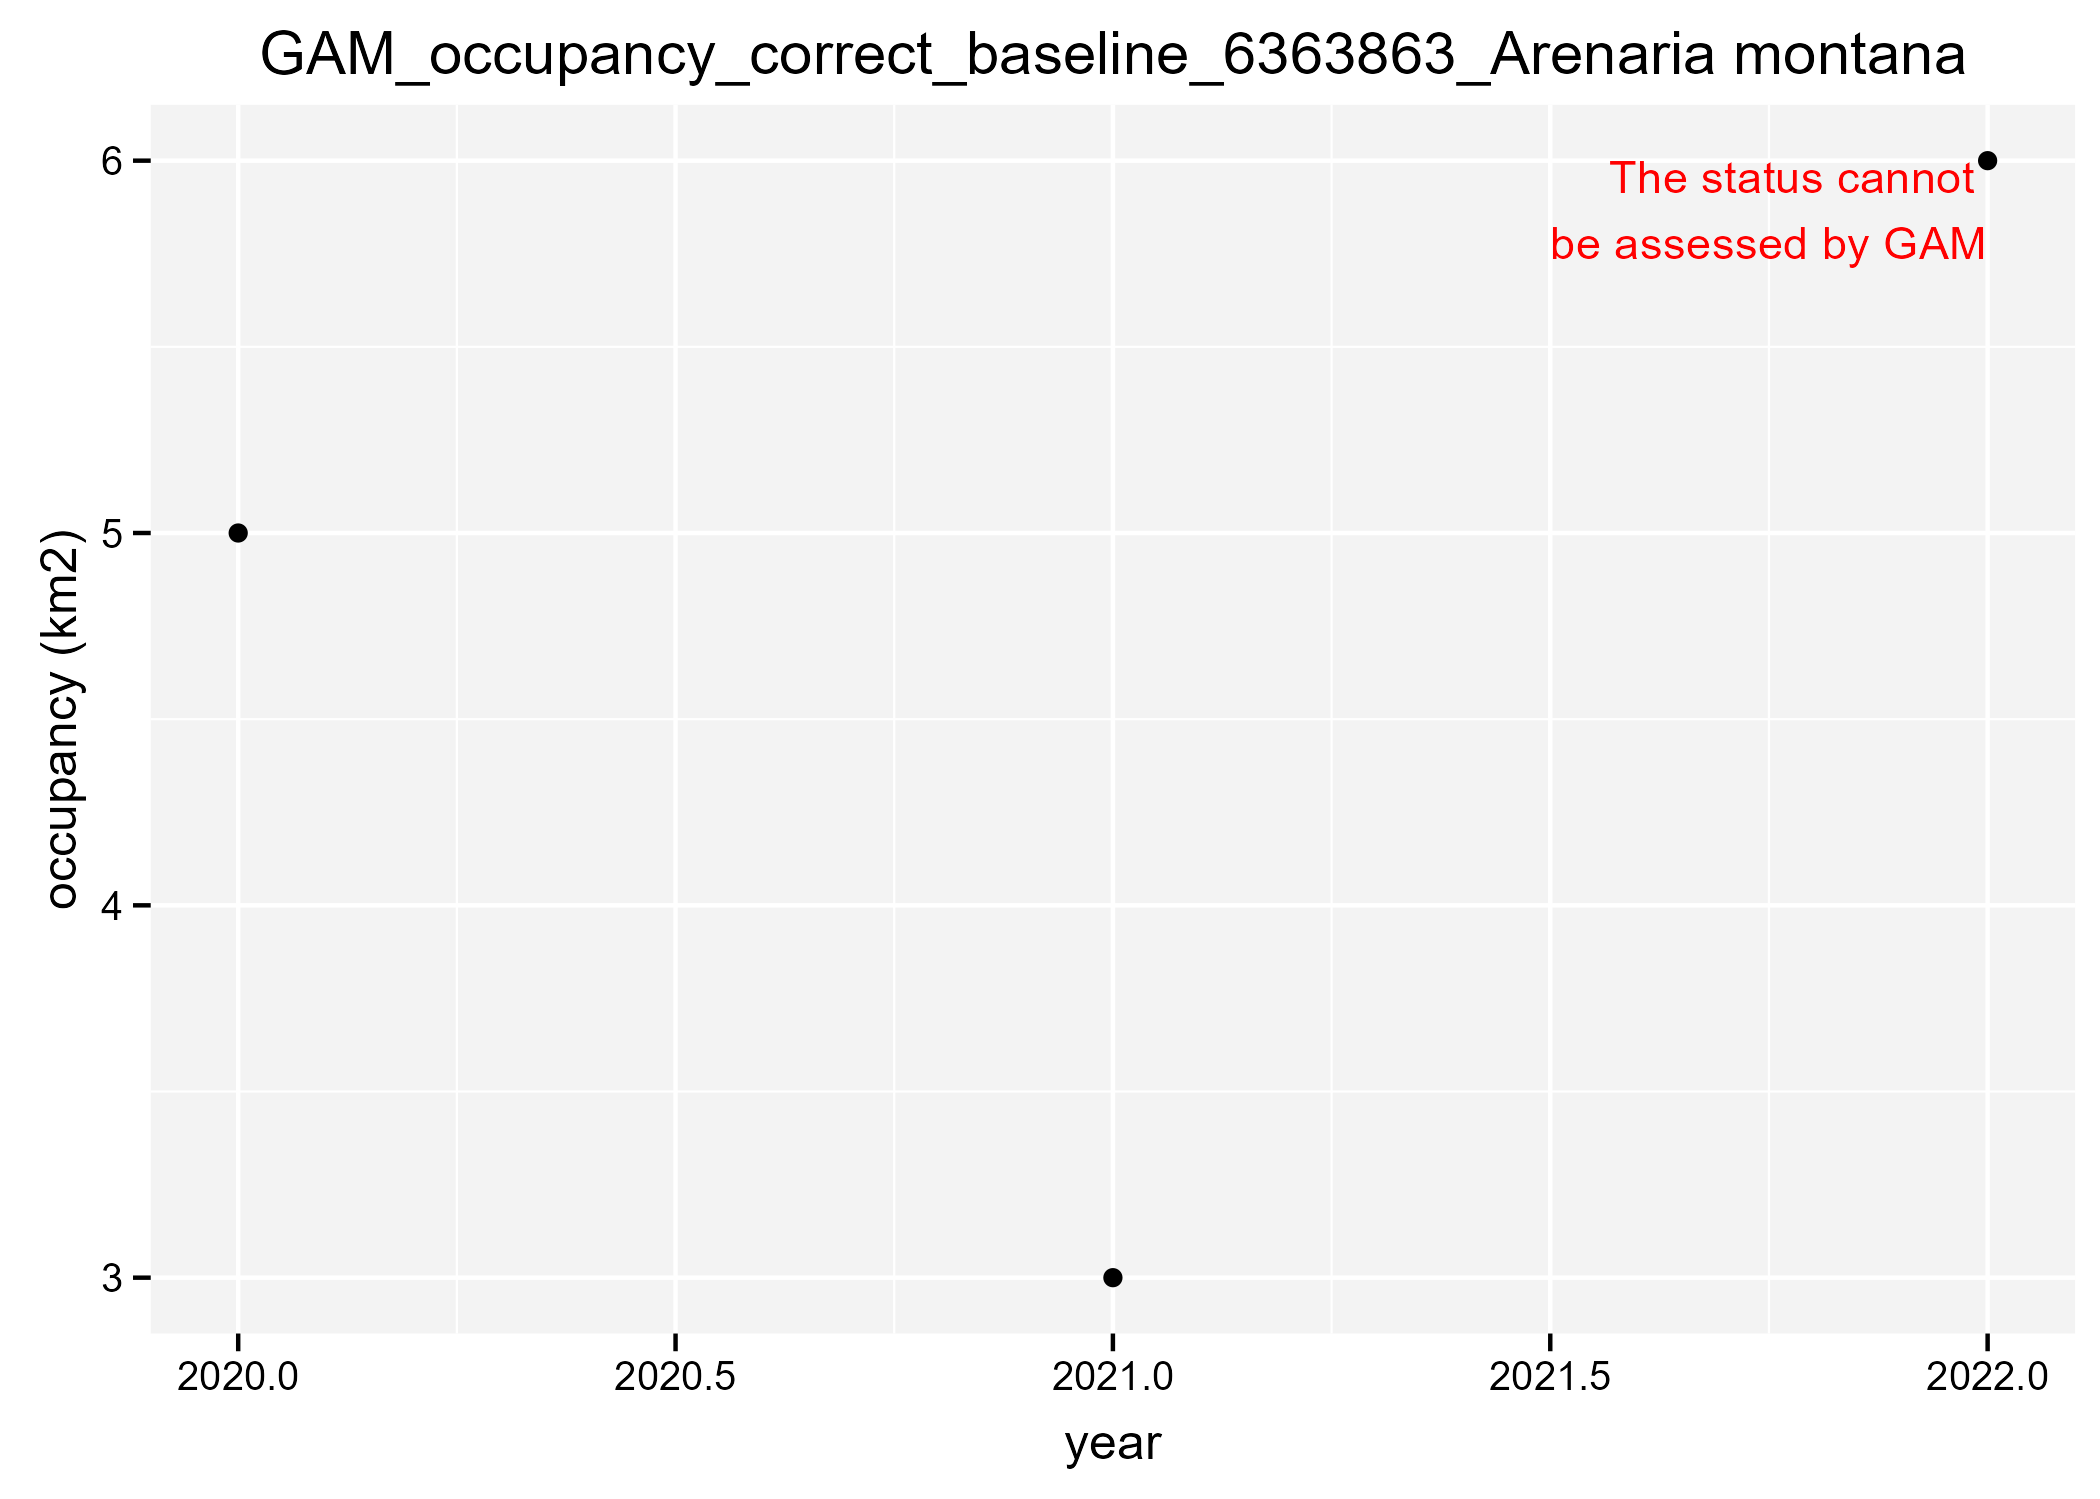 GAM_occupancy_correct_baseline_6363863_Arenaria montana
6
The status cannot
be assessed by GAM
5
occupancy (km2)
4
3
2020.0 2020.5 2021.0 2021.5 2022.0
year